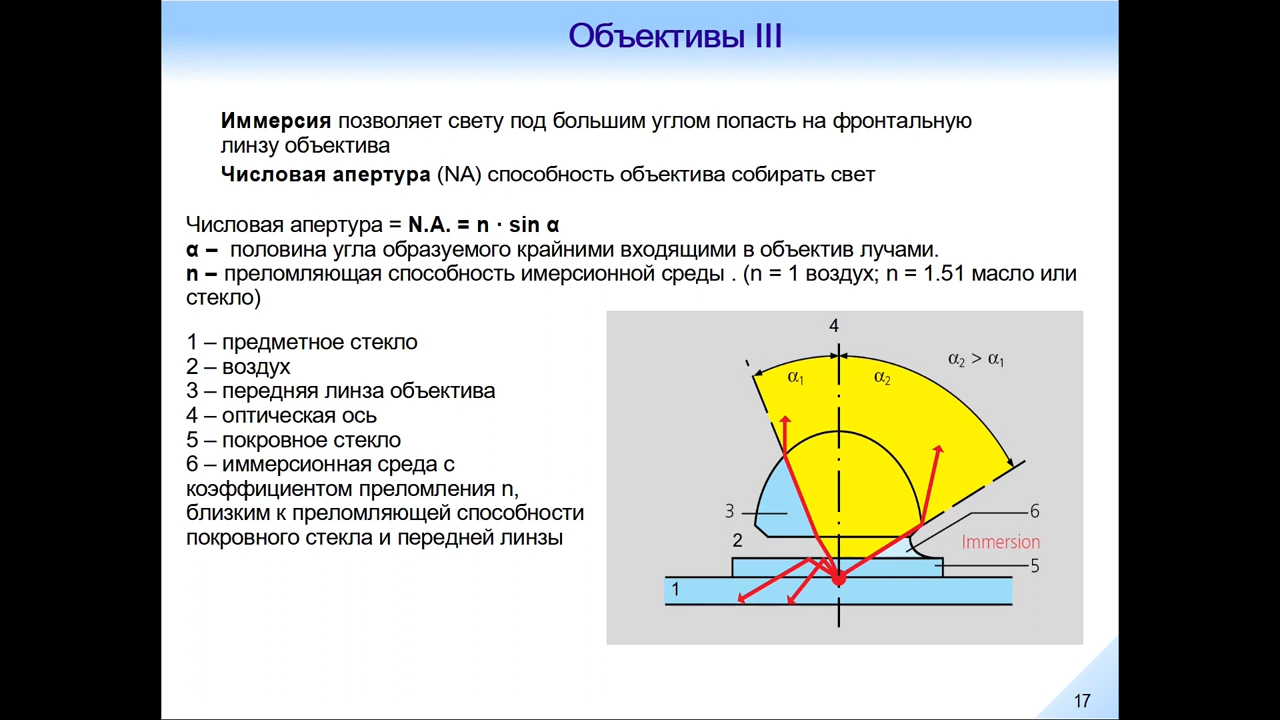 Объективы III
Иммерсия позволяет свету под большим углом попасть на фронтальную
линзу объектива
Числовая апертура (NA) способность объектива собирать свет
Числовая апертура = N.A. = n · sin α
α – половина угла образуемого крайними входящими в объектив лучами.
n – преломляющая способность имерсионной среды . (n = 1 воздух; n = 1.51 масло или
стекло)
1 – предметное стекло
2 – воздух
3 – передняя линза объектива
4 – оптическая ось
5 – покровное стекло
6 – иммерсионная среда с
коэффициентом преломления n,
близким к преломляющей способности
покровного стекла и передней линзы
4
α2 > α1
α1
α2
3
6
2
Immersion
5
1
17